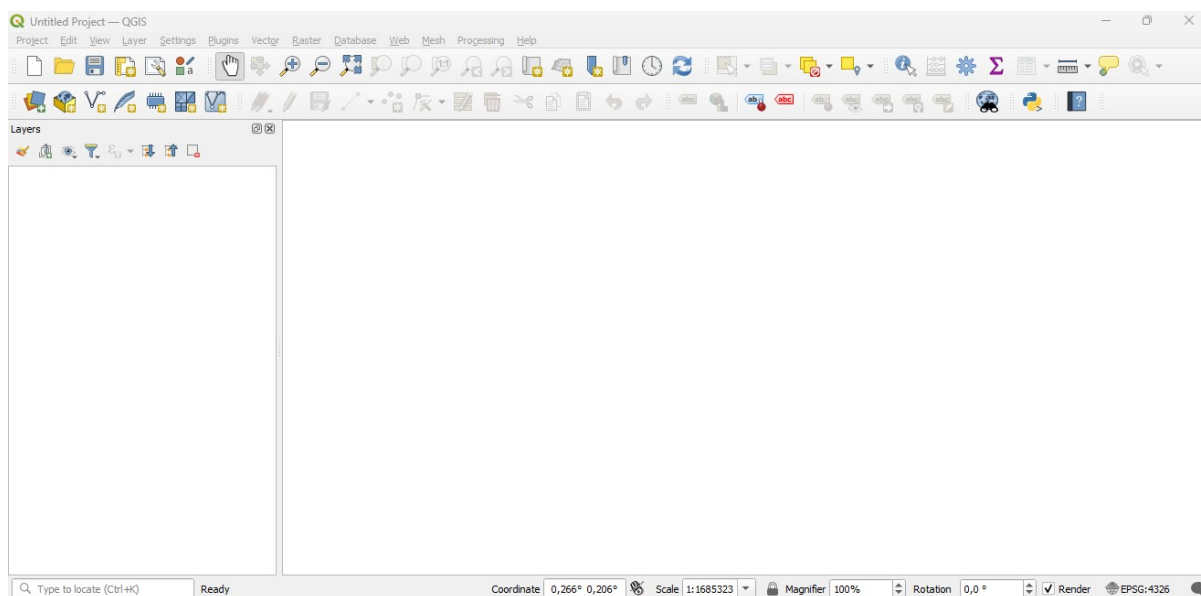 Untitled Project — QGIS
Project Edit View Layer Settings Plugins Vector Raster Database Web Mesh Processing Help
Layers
Type to locate (Ctrl+K) Ready Coordinate 0,266° 0,206° Scale 1:1685323 Magnifier 100% Rotation 0,0 ° Render EPSG:4326